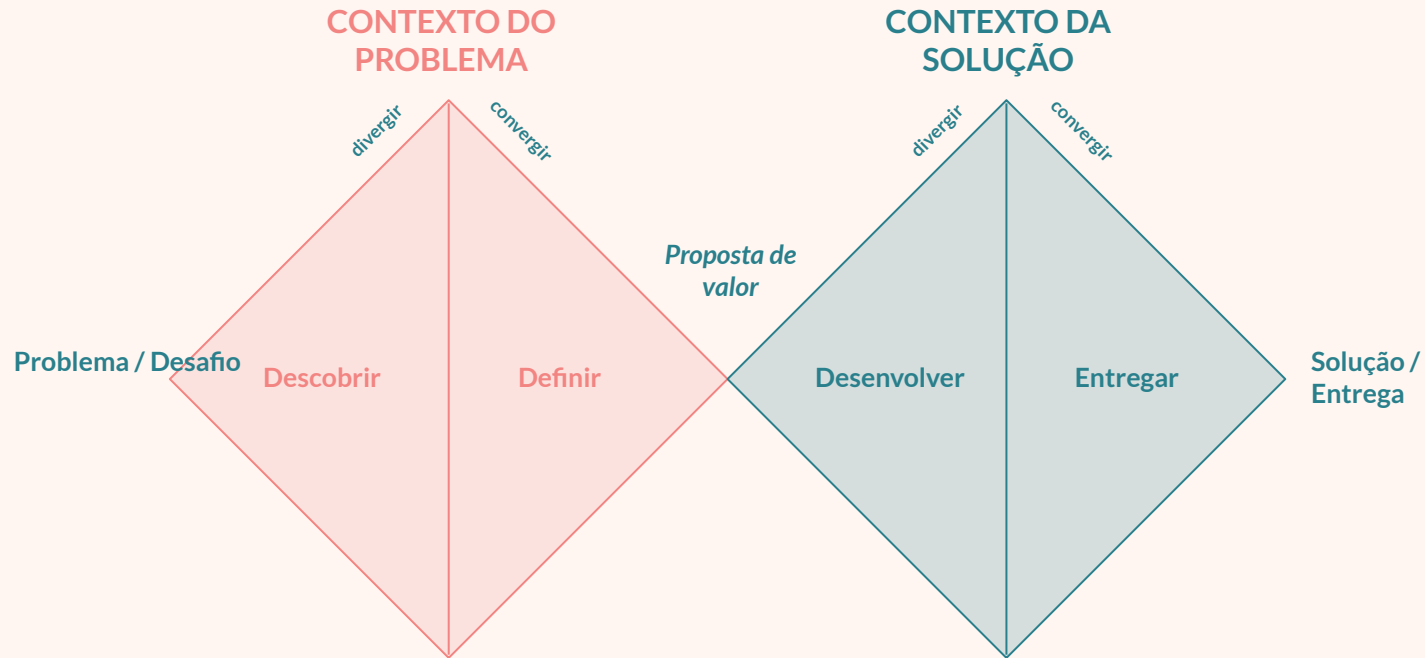 CONTEXTO DO
PROBLEMA
CONTEXTO DA
SOLUÇÃO
divergir
convergir
divergir
convergir
Proposta de
valor
Problema / Desafio
Descobrir
Definir
Desenvolver
Entregar
Solução /
Entrega